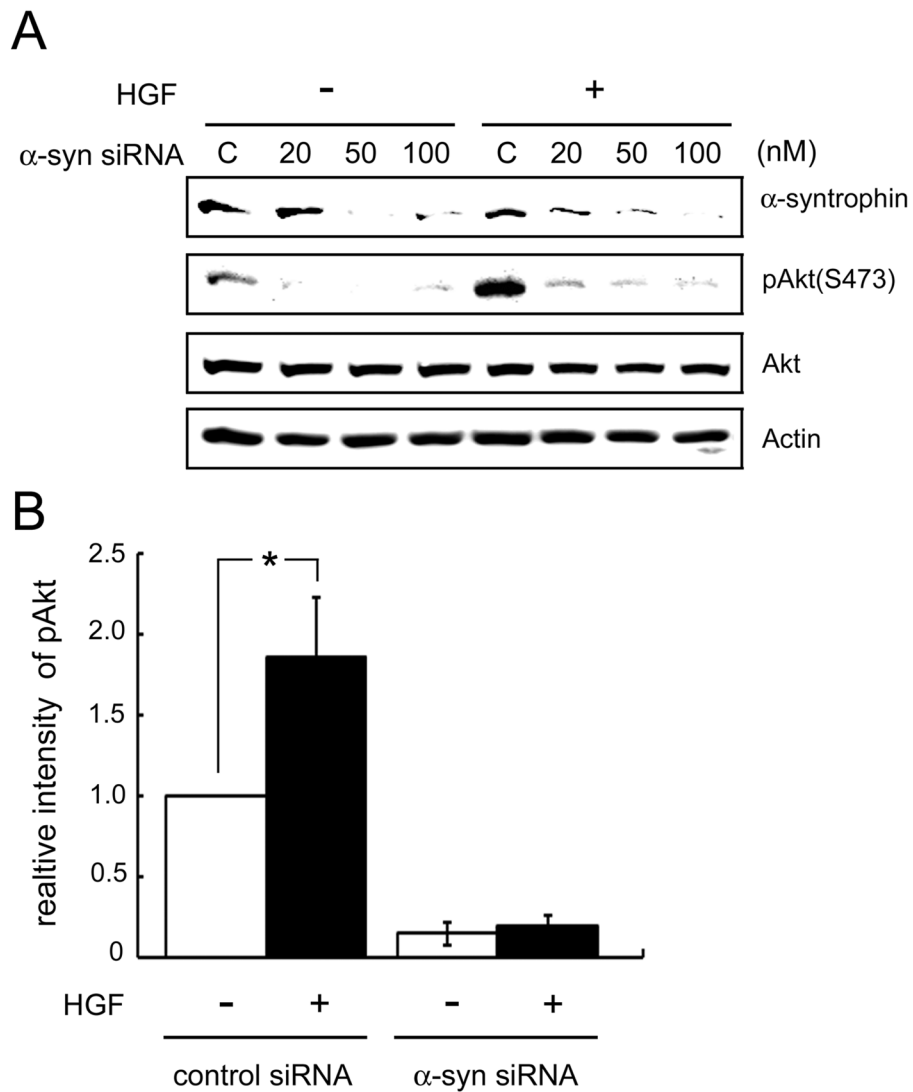 A
HGF - +
α-syn siRNA C 20 50 100 C 20 50 100 (nM)
α-syntrophin
pAkt(S473)
Akt
Actin
B
realtive intensity of pAkt
2.5
*
2.0
1.5
1.0
0.5
0
HGF - + - +
control siRNA α-syn siRNA